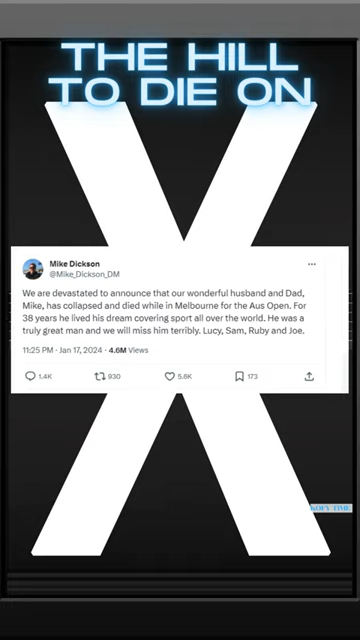 THE HILL
TO DIE ON
Mike Dickson
@Mike_Dickson_DM
We are devastated to announce that our wonderful husband and Dad,
Mike, has collapsed and died while in Melbourne for the Aus Open. For
38 years he lived his dream covering sport all over the world. He was a
truly great man and we will miss him terribly. Lucy, Sam, Ruby and Joe.
11:25 PM · Jan 17, 2024 · 4.6M Views
1.4K 930 5.6K 173
KOPY TIME